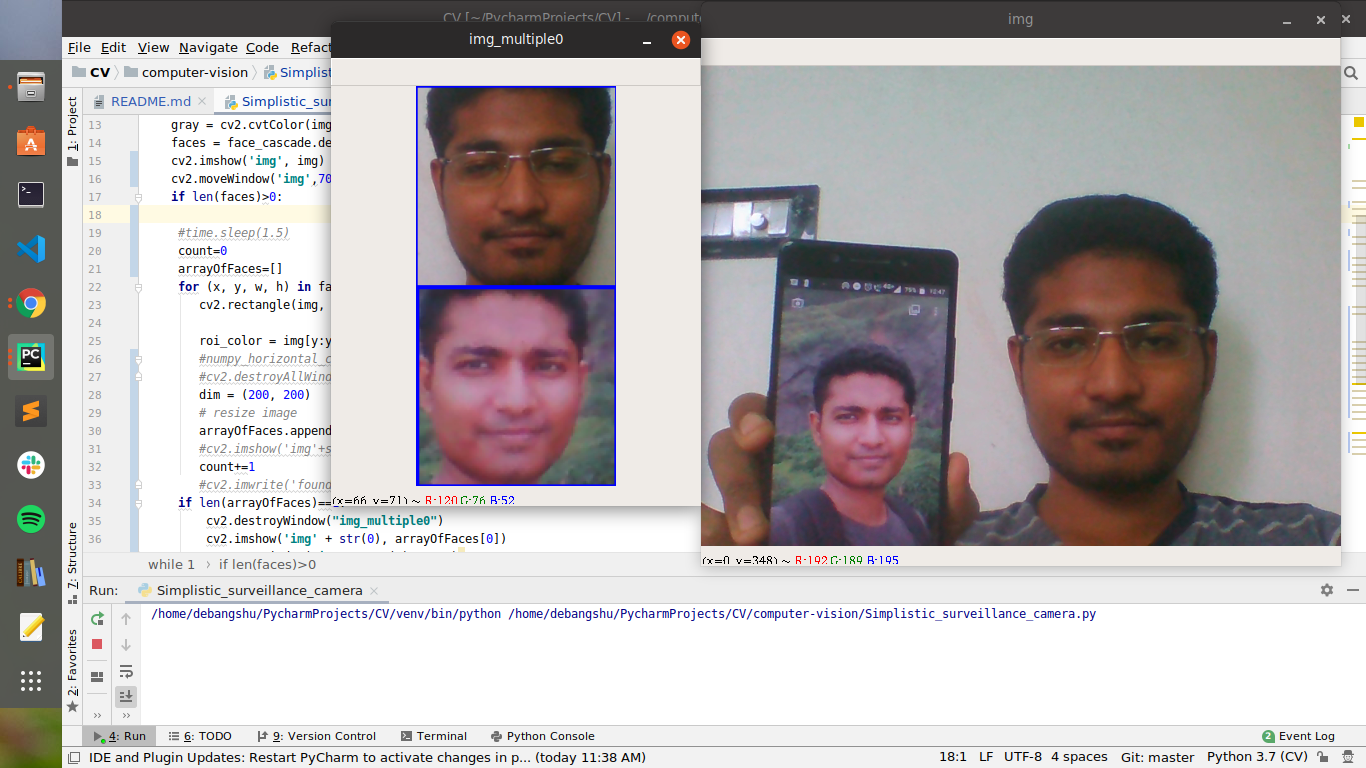 CV [~/PycharmProjects/CV] - .../compute
img
img_multiple0
File Edit View Navigate Code Refact
CV computer-vision Simplist
README.md Simplistic_sur
1: Project
7: Structure
2: Favorites
13 gray = cv2.cvtColor(img
14 faces = face_cascade.de
15 cv2.imshow('img', img)
16 cv2.moveWindow('img',70
17 if len(faces)>0:
18
19 #time.sleep(1.5)
20 count=0
21 arrayOfFaces=[]
22 for (x, y, w, h) in fa
23 cv2.rectangle(img,
24
25 roi_color = img[y:y
26 #numpy_horizontal_c
27 #cv2.destroyAllWind
28 dim = (200, 200)
29 # resize image
30 arrayOfFaces.append
31 #cv2.imshow('img'+s
32 count+=1
33 #cv2.imwrite('found
34 if len(arrayOfFaces)==
35 cv2.destroyWindow("img_multiple0")
36 cv2.imshow('img' + str(0), arrayOfFaces[0])
(x=66, y=71) ~ R:120 G:76 B:52
76% 12:47
(x=0, y=348) ~ R:192 G:189 B:195
while 1 › if len(faces)>0
Run: Simplistic_surveillance_camera
/home/debangshu/PycharmProjects/CV/venv/bin/python /home/debangshu/PycharmProjects/CV/computer-vision/Simplistic_surveillance_camera.py
4: Run 6: TODO 9: Version Control Terminal Python Console 2 Event Log
IDE and Plugin Updates: Restart PyCharm to activate changes in p... (today 11:38 AM) 18:1 LF UTF-8 4 spaces Git: master Python 3.7 (CV)